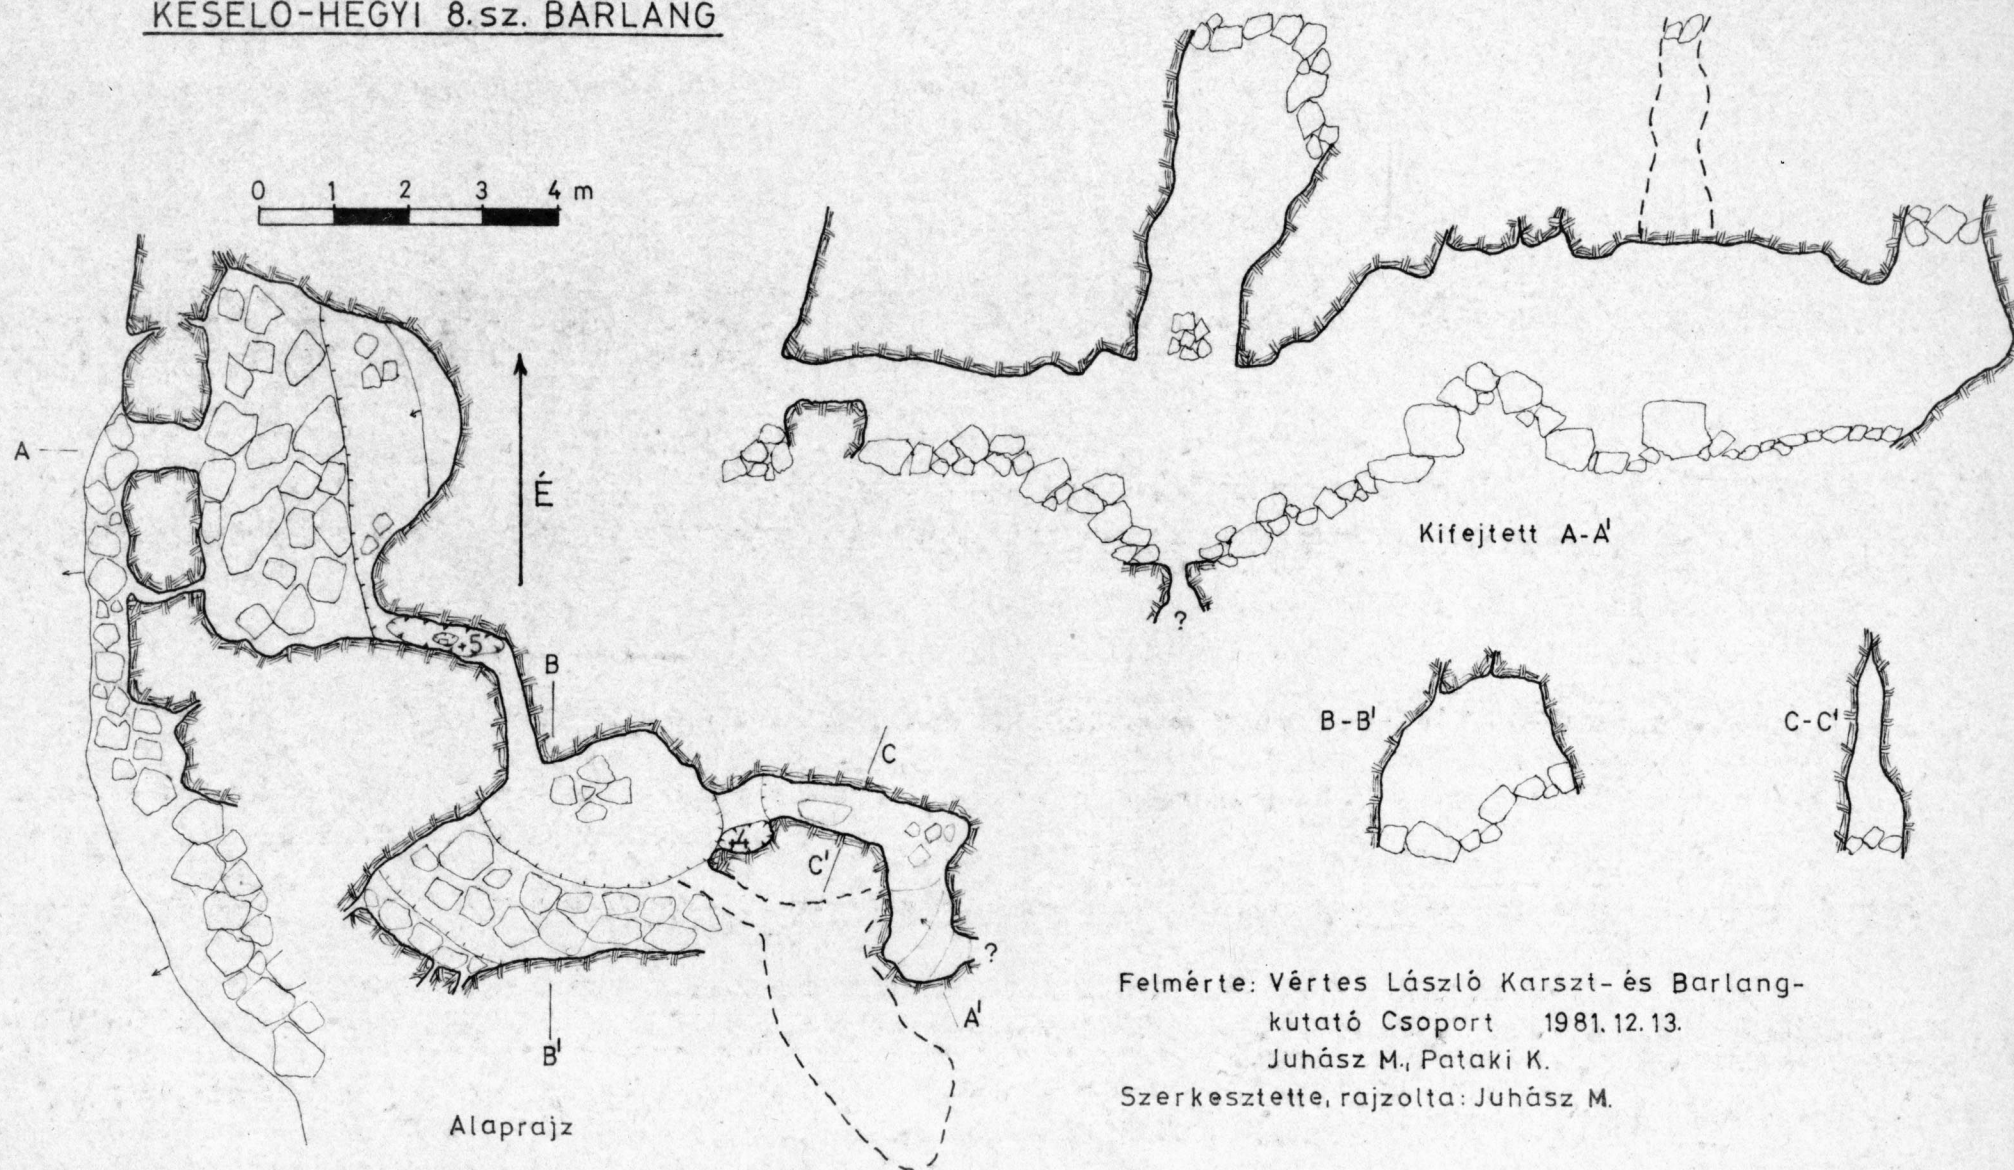 KESELŐ-HEGYI 8.sz. BARLANG
0 1 2 3 4 m
A
É
+5
B
C
+4
C'
?
A'
B'
Alaprajz
?
Kifejtett A-A'
B-B'
C-C'
Felmérte: Vértes László Karszt- és Barlang-
kutató Csoport 1981.12.13.
Juhász M., Pataki K.
Szerkesztette, rajzolta: Juhász M.